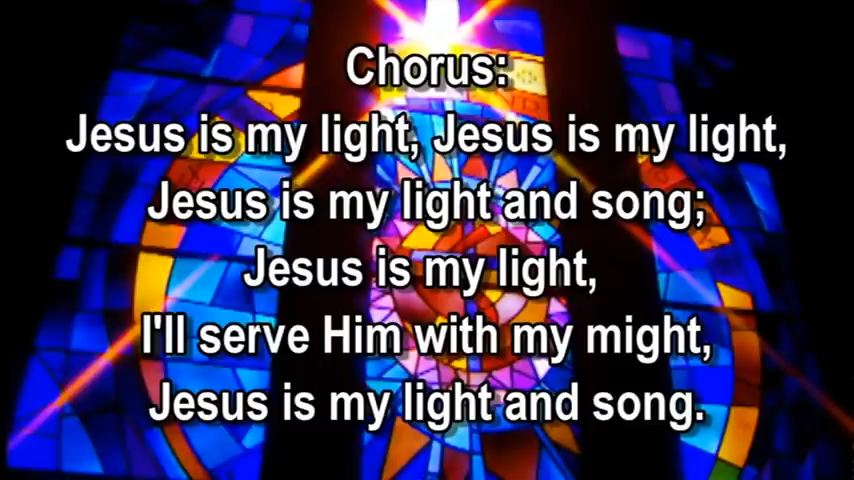 Chorus:
Jesus is my light, Jesus is my light,
Jesus is my light and song;
Jesus is my light,
I'll serve Him with my might,
Jesus is my light and song.